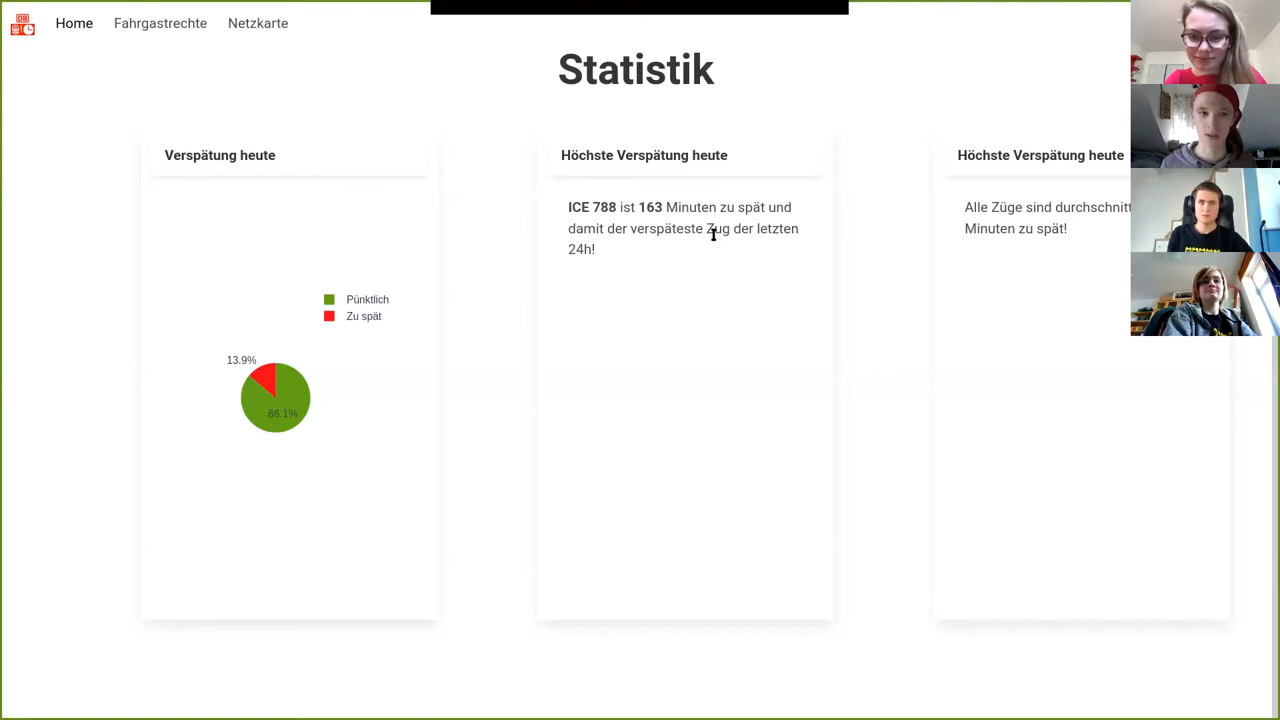 DB
Home Fahrgastrechte Netzkarte
Statistik
Verspätung heute
Pünktlich
Zu spät
13.9%
86.1%
Höchste Verspätung heute
ICE 788 ist 163 Minuten zu spät und
damit der verspäteste Zug der letzten
24h!
Höchste Verspätung heute
Alle Züge sind durchschnitt
Minuten zu spät!